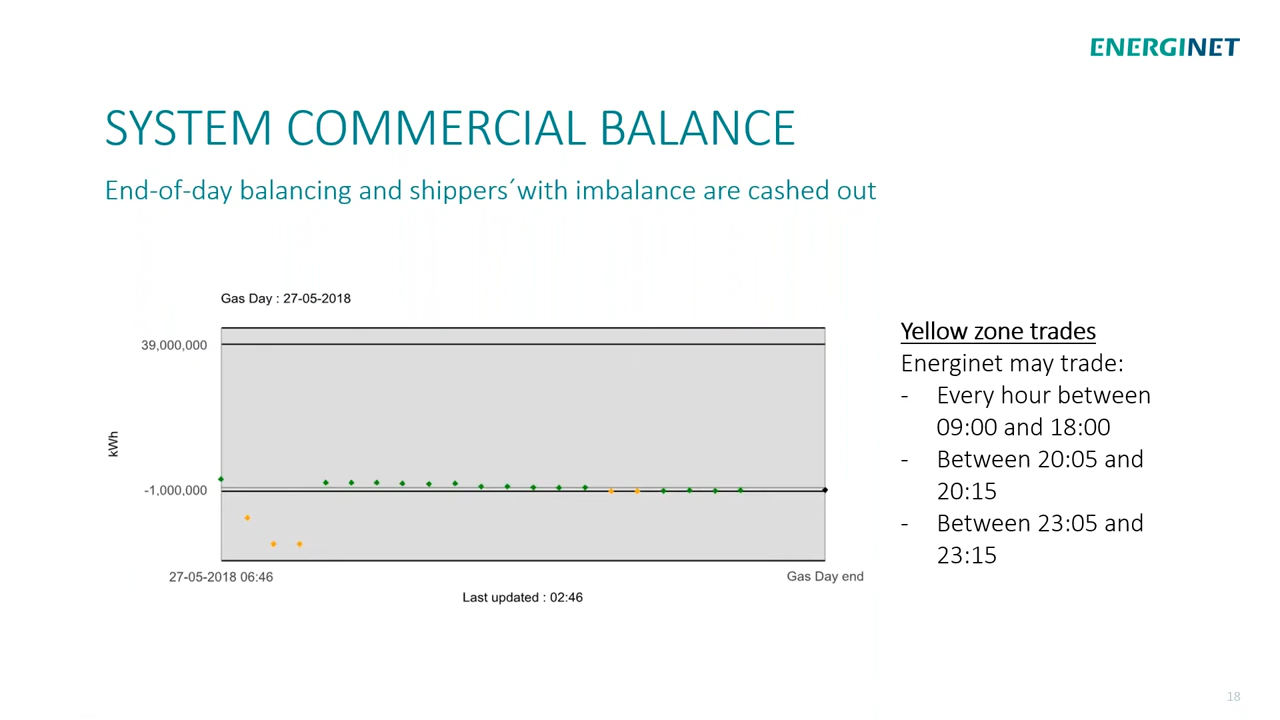 ENERGINET
SYSTEM COMMERCIAL BALANCE
End-of-day balancing and shippers´with imbalance are cashed out
Gas Day : 27-05-2018
39,000,000
kWh
-1,000,000
27-05-2018 06:46
Gas Day end
Last updated : 02:46
Yellow zone trades
Energinet may trade:
- Every hour between
09:00 and 18:00
- Between 20:05 and
20:15
- Between 23:05 and
23:15
18